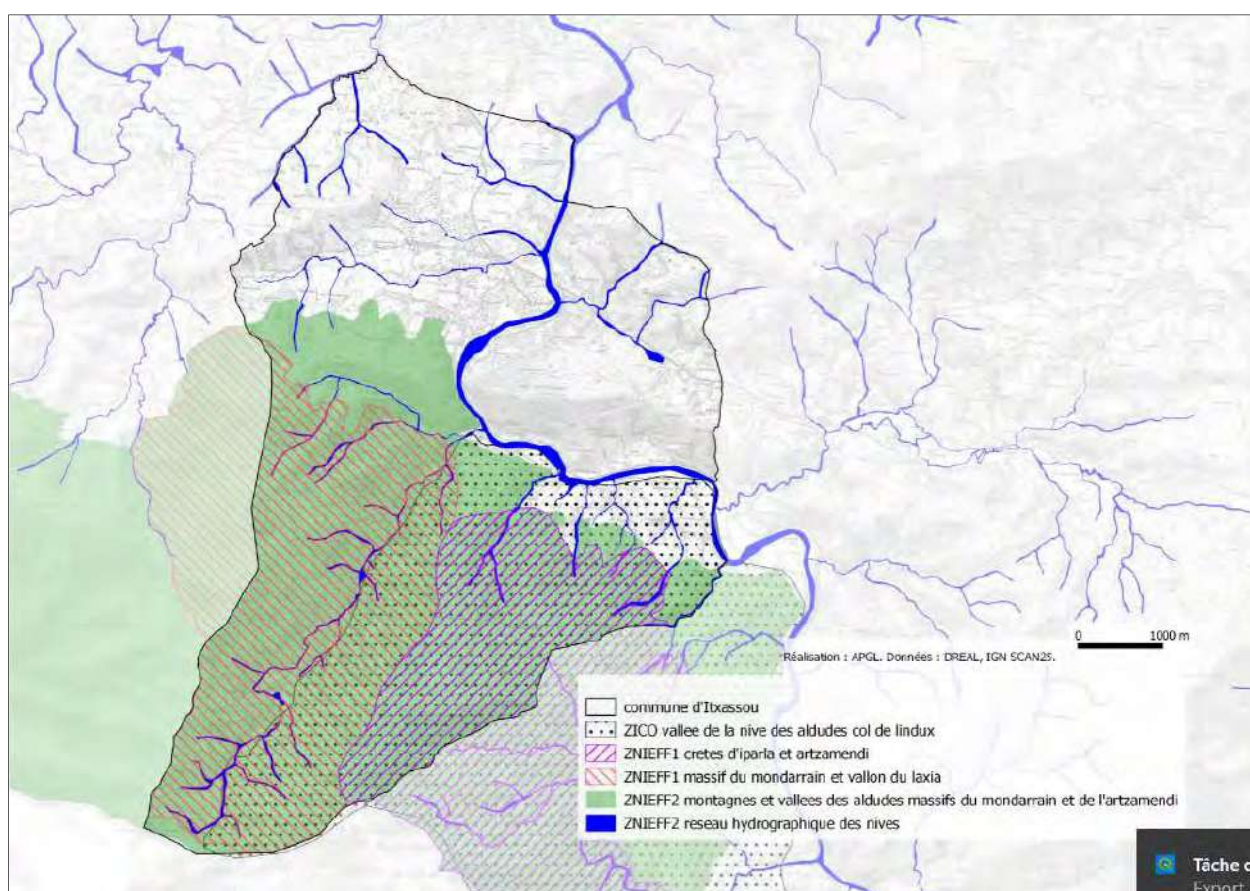 0 1000 m
Réalisation : APGL. Données : DREAL, IGN SCAN25.
commune d'Itxassou
ZICO vallee de la nive des aldudes col de lindux
ZNIEFF1 cretes d'iparla et artzamendi
ZNIEFF1 massif du mondarrain et vallon du laxia
ZNIEFF2 montagnes et vallees des aldudes massifs du mondarrain et de l'artzamendi
ZNIEFF2 reseau hydrographique des nives
Tâche
Export